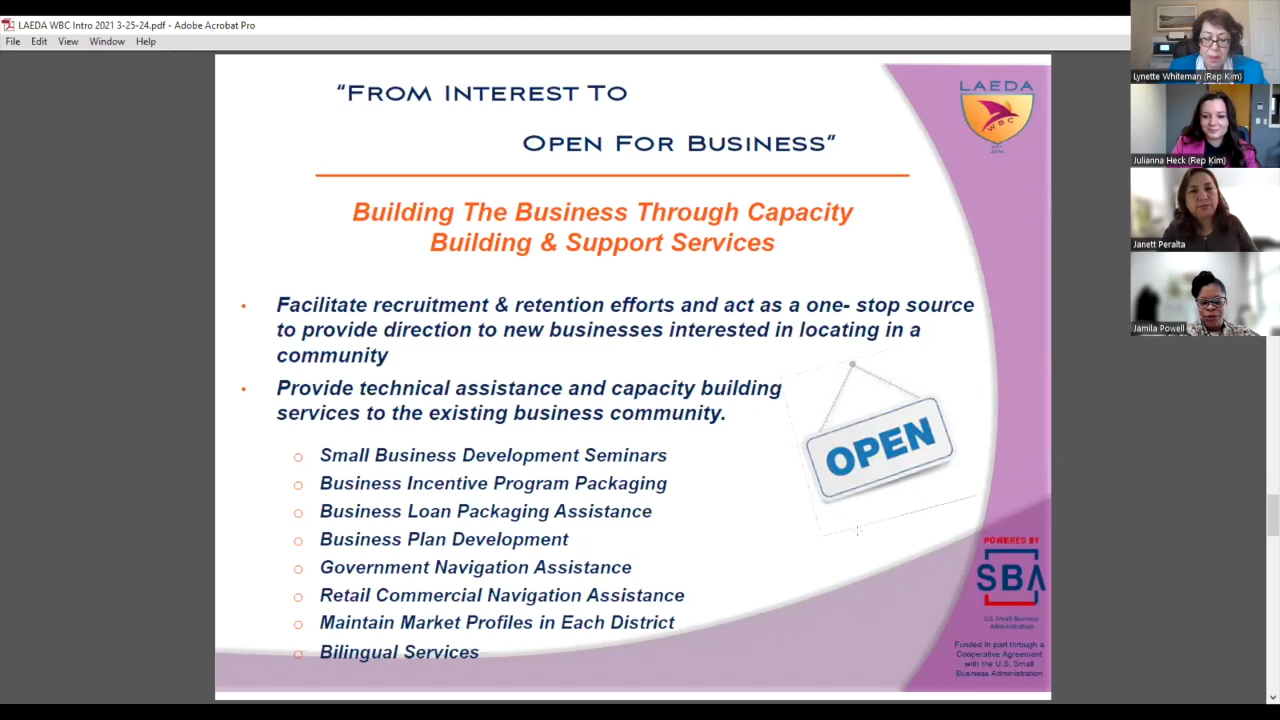 LAEDA WBC Intro 2021 3-25-24.pdf - Adobe Acrobat Pro
File Edit View Window Help
"FROM INTEREST TO
OPEN FOR BUSINESS"
Building The Business Through Capacity
Building & Support Services
• Facilitate recruitment & retention efforts and act as a one- stop source
to provide direction to new businesses interested in locating in a
community
• Provide technical assistance and capacity building
services to the existing business community.
○ Small Business Development Seminars
○ Business Incentive Program Packaging
○ Business Loan Packaging Assistance
○ Business Plan Development
○ Government Navigation Assistance
○ Retail Commercial Navigation Assistance
○ Maintain Market Profiles in Each District
○ Bilingual Services
OPEN
LAEDA
WBC
POWERED BY
SBA
U.S. Small Business
Administration
Funded in part through a
Cooperative Agreement
with the U.S. Small
Business Administration.
Lynette Whiteman (Rep Kim)
Julianna Heck (Rep Kim)
Janett Peralta
Jamila Powell